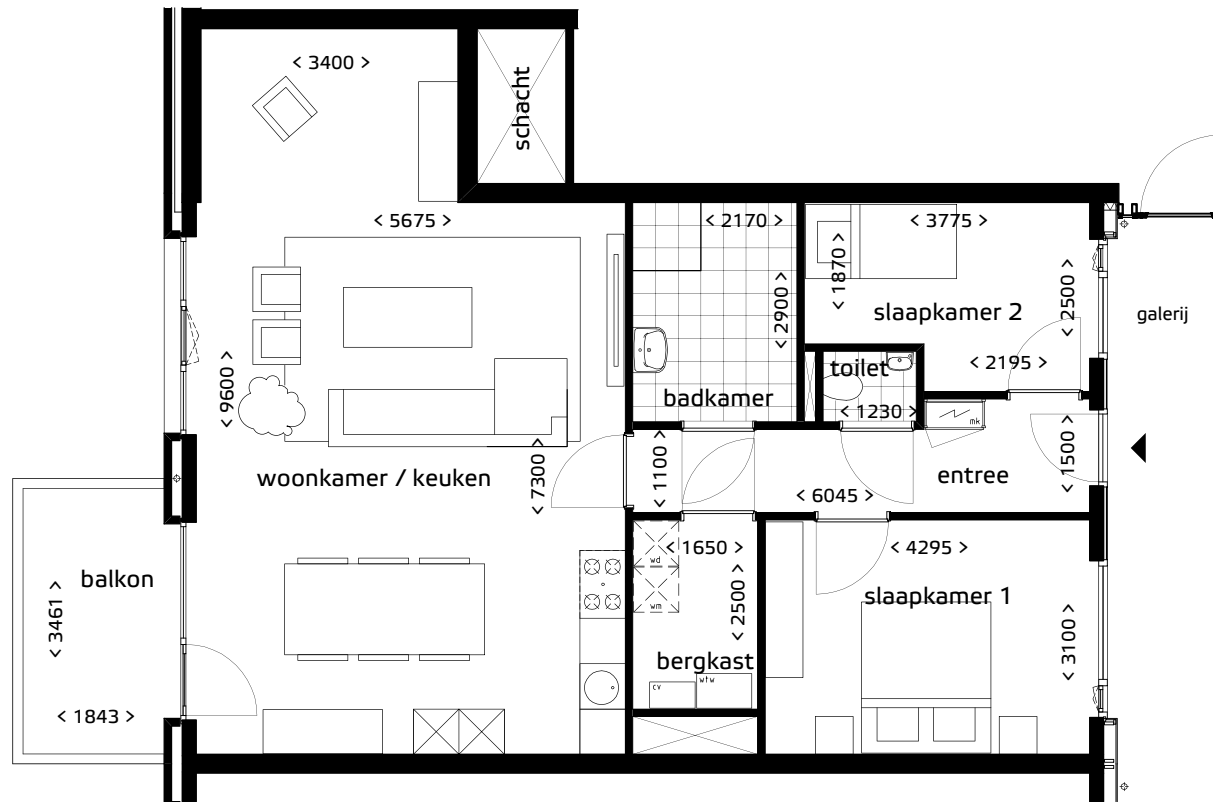 < 3400 >
schacht
< 5675 >
< 2170 >
< 3775 >
< 1870 >
< 2900 >
< 2500 >
slaapkamer 2
galerij
< 9600 >
toilet
< 2195 >
badkamer
< 1230 >
mk
woonkamer / keuken
< 7300 >
< 1100 >
< 6045 >
entree
< 1500 >
balkon
< 3461 >
< 1843 >
< 1650 >
wd
wm
< 2500 >
bergkast
cv
wtw
< 4295 >
slaapkamer 1
< 3100 >